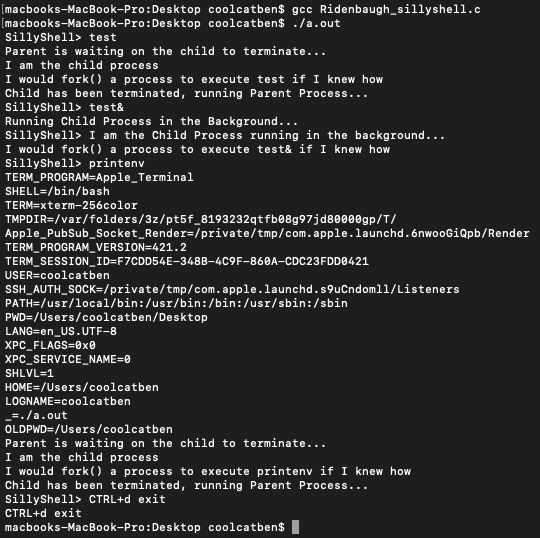 [macbooks-MacBook-Pro:Desktop coolcatben$ gcc Ridenbaugh_sillyshell.c
[macbooks-MacBook-Pro:Desktop coolcatben$ ./a.out
SillyShell> test
Parent is waiting on the child to terminate...
I am the child process
I would fork() a process to execute test if I knew how
Child has been terminated, running Parent Process...
SillyShell> test&
Running Child Process in the Background...
SillyShell> I am the Child Process running in the background...
I would fork() a process to execute test& if I knew how
SillyShell> printenv
TERM_PROGRAM=Apple_Terminal
SHELL=/bin/bash
TERM=xterm-256color
TMPDIR=/var/folders/3z/pt5f_8193232qtfb08g97jd80000gp/T/
Apple_PubSub_Socket_Render=/private/tmp/com.apple.launchd.6nwooGiQpb/Render
TERM_PROGRAM_VERSION=421.2
TERM_SESSION_ID=F7CDD54E-348B-4C9F-860A-CDC23FDD0421
USER=coolcatben
SSH_AUTH_SOCK=/private/tmp/com.apple.launchd.s9uCndomll/Listeners
PATH=/usr/local/bin:/usr/bin:/bin:/usr/sbin:/sbin
PWD=/Users/coolcatben/Desktop
LANG=en_US.UTF-8
XPC_FLAGS=0x0
XPC_SERVICE_NAME=0
SHLVL=1
HOME=/Users/coolcatben
LOGNAME=coolcatben
_=./a.out
OLDPWD=/Users/coolcatben
Parent is waiting on the child to terminate...
I am the child process
I would fork() a process to execute printenv if I knew how
Child has been terminated, running Parent Process...
SillyShell> CTRL+d exit
CTRL+d exit
macbooks-MacBook-Pro:Desktop coolcatben$